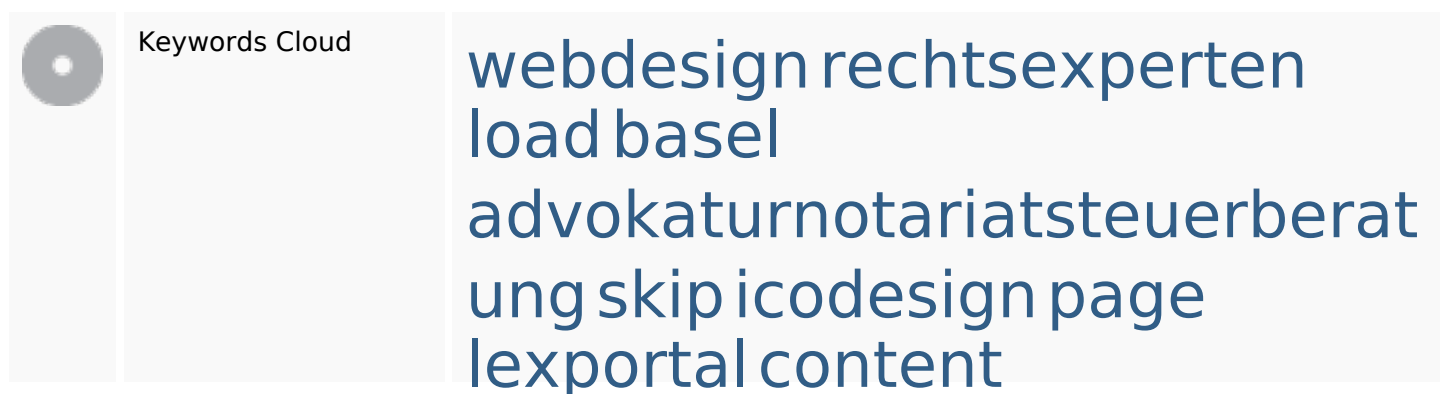 Keywords Cloud
webdesign rechtsexperten
load basel
advokaturnotariatsteuerberat
ung skip icodesign page
lexportal content